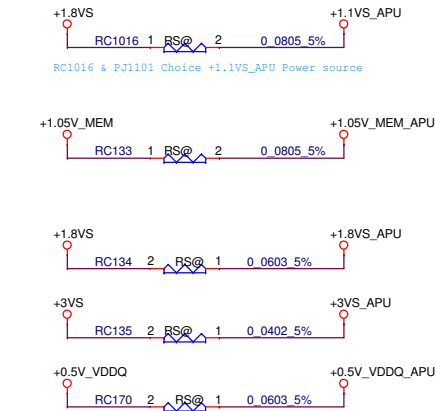 +1.8VS +1.1VS_APU
RC1016 1 RS@ 2 0_0805_5%
RC1016 & PJ1101 Choice +1.1VS_APU Power source
+1.05V_MEM +1.05V_MEM_APU
RC133 1 RS@ 2 0_0805_5%
+1.8VS +1.8VS_APU
RC134 2 RS@ 1 0_0603_5%
+3VS +3VS_APU
RC135 2 RS@ 1 0_0402_5%
+0.5V_VDDQ +0.5V_VDDQ_APU
RC170 2 RS@ 1 0_0603_5%